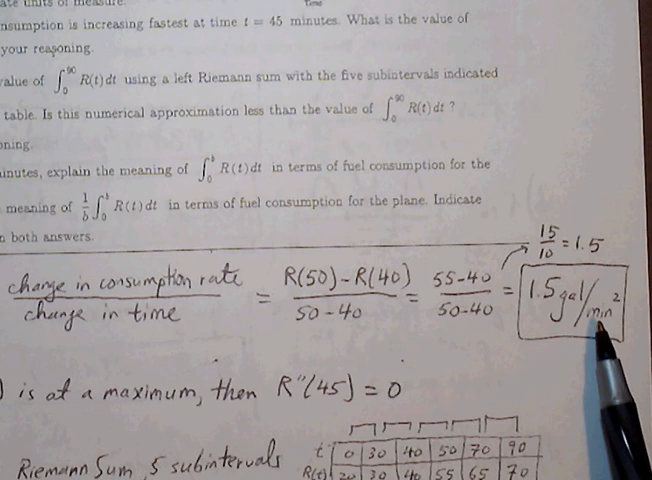 ate units of measure.
Time
nsumption is increasing fastest at time t = 45 minutes. What is the value of
your reasoning.
value of ∫₀⁹⁰ R(t) dt using a left Riemann sum with the five subintervals indicated
table. Is this numerical approximation less than the value of ∫₀⁹⁰ R(t) dt ?
oning.
inutes, explain the meaning of ∫₀ᵇ R(t) dt in terms of fuel consumption for the
meaning of 1/b ∫₀ᵇ R(t) dt in terms of fuel consumption for the plane. Indicate
n both answers.
15/10 = 1.5
change in consumption rate / change in time = R(50) - R(40) / 50-40 = 55-40 / 50-40 = 1.5 gal/min²
) is at a maximum, then R''(45) = 0
t 0 30 40 50 70 90
Riemann Sum, 5 subintervals
R(t) 20 30 40 55 65 70